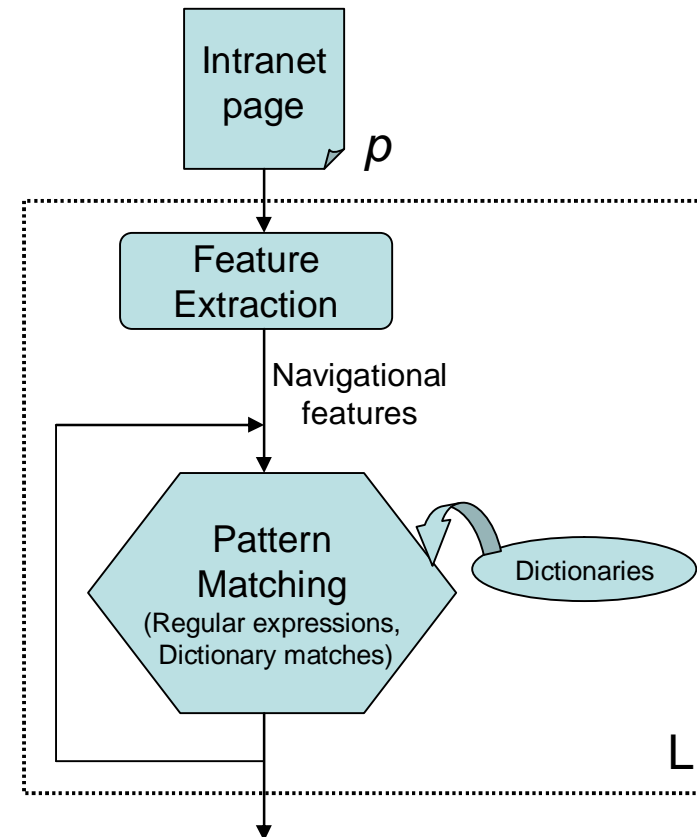 Intranet
page
p
Feature
Extraction
Navigational
features
Pattern
Matching
(Regular expressions,
Dictionary matches)
Dictionaries
L